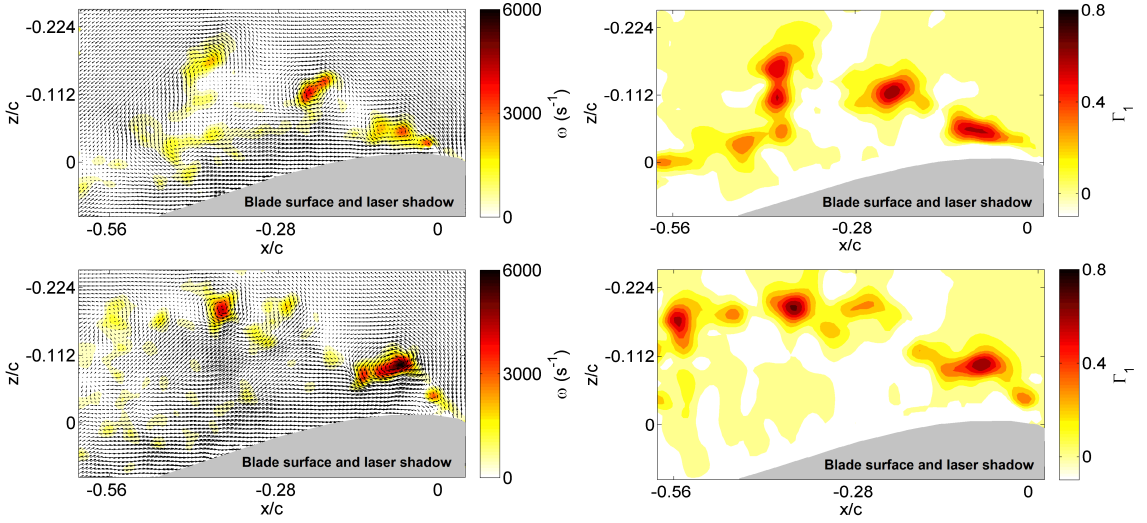 -0.224
-0.112
0
z/c
-0.56
-0.28
0
x/c
Blade surface and laser shadow
6000
3000
0
ω (s⁻¹)
-0.224
-0.112
0
z/c
-0.56
-0.28
0
x/c
Blade surface and laser shadow
0.8
0.4
0
Γ₁
-0.224
-0.112
0
z/c
-0.56
-0.28
0
x/c
Blade surface and laser shadow
6000
3000
0
ω (s⁻¹)
-0.224
-0.112
0
z/c
-0.56
-0.28
0
x/c
Blade surface and laser shadow
0.8
0.4
0
Γ₁